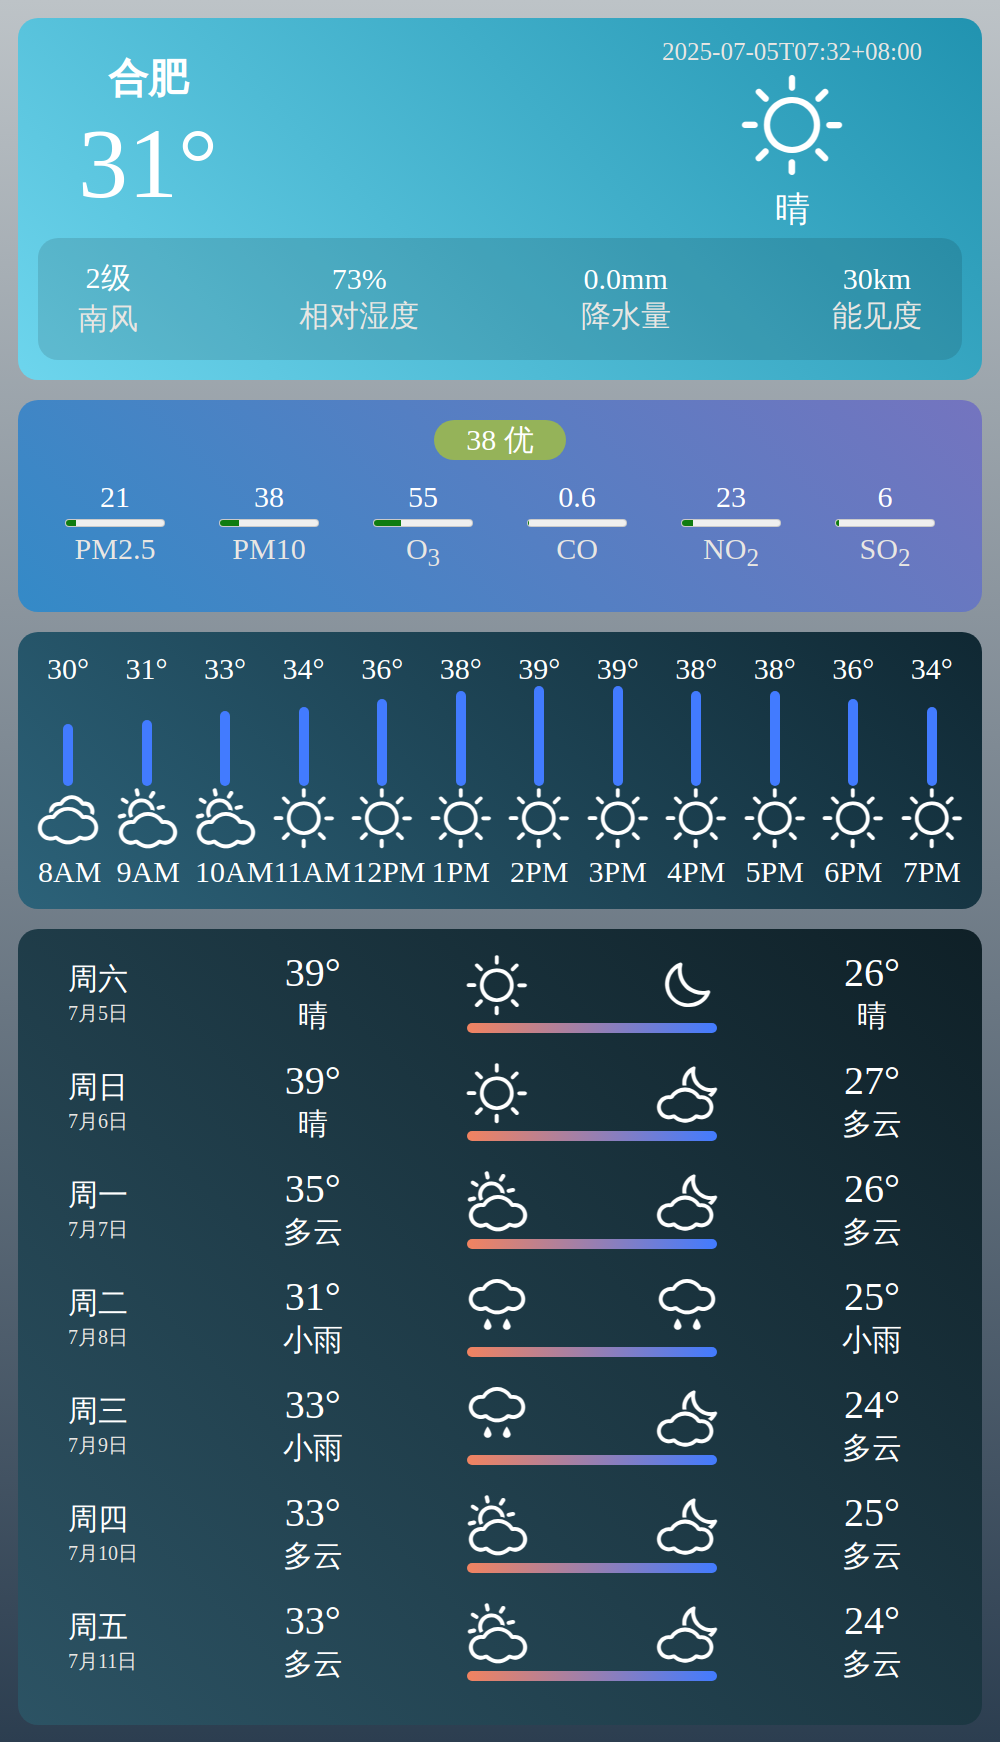 合肥
31°
2025-07-05T07:32+08:00
晴
2级 73% 0.0mm 30km
南风 相对湿度 降水量 能见度
38 优
21 38 55 0.6 23 6
PM2.5 PM10 O3 CO NO2 SO2
30° 31° 33° 34° 36° 38° 39° 39° 38° 38° 36° 34°
8AM 9AM 10AM 11AM 12PM 1PM 2PM 3PM 4PM 5PM 6PM 7PM
周六 39° 26°
7月5日 晴 晴
周日 39° 27°
7月6日 晴 多云
周一 35° 26°
7月7日 多云 多云
周二 31° 25°
7月8日 小雨 小雨
周三 33° 24°
7月9日 小雨 多云
周四 33° 25°
7月10日 多云 多云
周五 33° 24°
7月11日 多云 多云